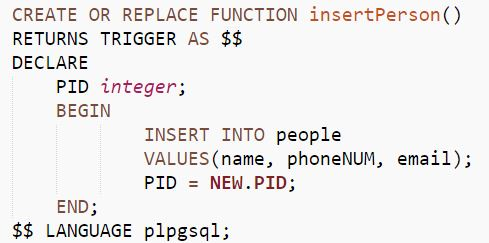 CREATE OR REPLACE FUNCTION insertPerson()
RETURNS TRIGGER AS $$
DECLARE
PID integer;
BEGIN
INSERT INTO people
VALUES(name, phoneNUM, email);
PID = NEW.PID;
END;
$$ LANGUAGE plpgsql;